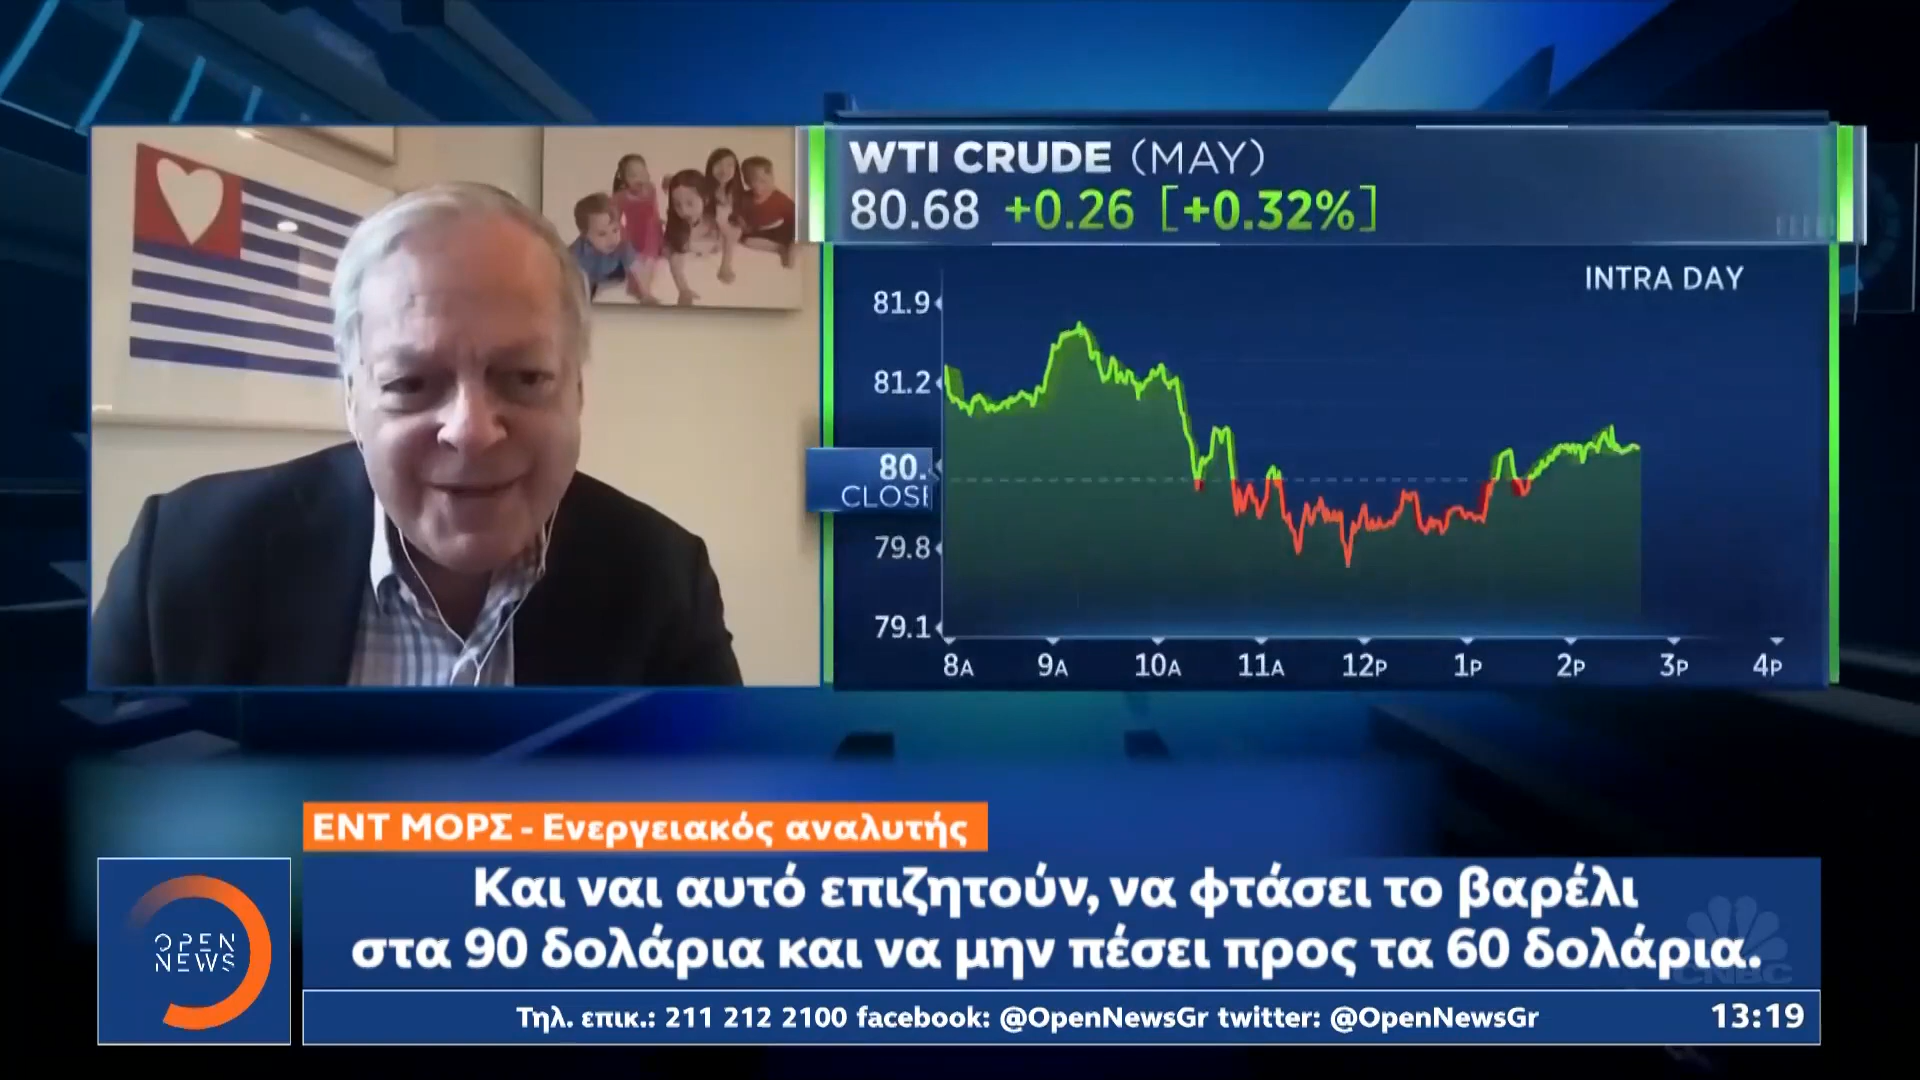 WTI CRUDE (MAY)
80.68 +0.26 [+0.32%]
INTRA DAY
81.9
81.2
80.
CLOSE
79.8
79.1
8A 9A 10A 11A 12P 1P 2P 3P 4P
ΕΝΤ ΜΟΡΣ - Ενεργειακός αναλυτής
Και ναι αυτό επιζητούν, να φτάσει το βαρέλι
στα 90 δολάρια και να μην πέσει προς τα 60 δολάρια.
CNBC
OPEN
NEWS
Τηλ. επικ.: 211 212 2100 facebook: @OpenNewsGr twitter: @OpenNewsGr
13:19